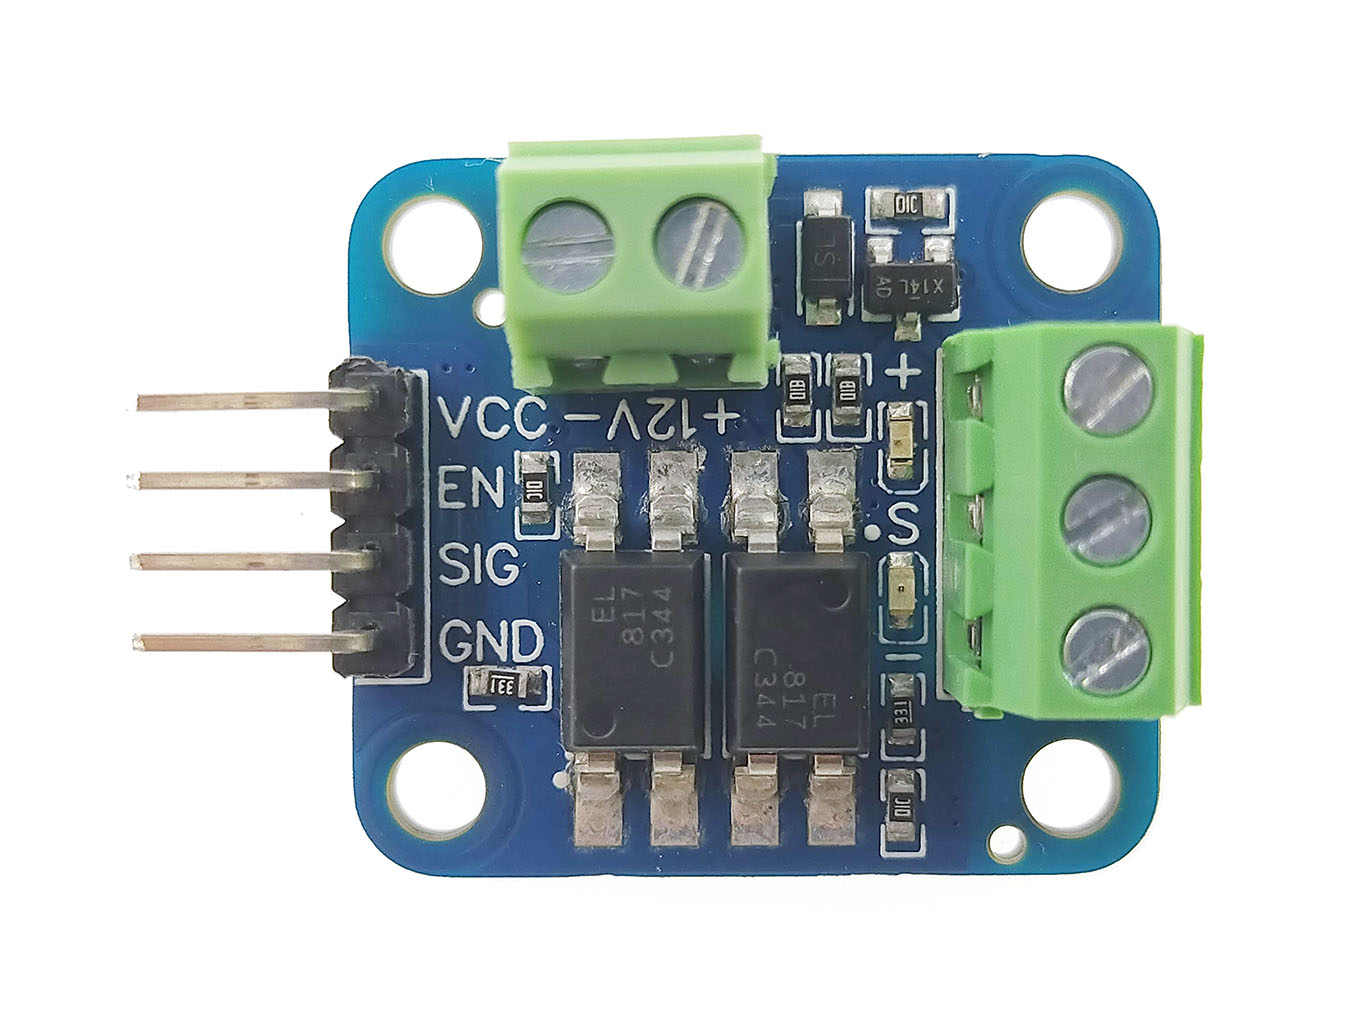 01C
SL
X14L
AD
+
01B
01B
VCC
-12V+
EN
01C
S
SIG
EL
817
C344
EL
817
C344
GND
-
331
331
01C